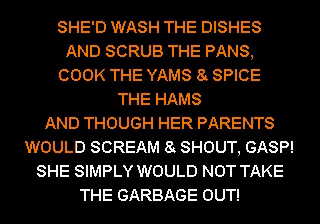 SHE'D WASH THE DISHES
AND SCRUB THE PANS,
COOK THE YAMS & SPICE
THE HAMS
AND THOUGH HER PARENTS
WOULD SCREAM & SHOUT, GASP!
SHE SIMPLY WOULD NOT TAKE
THE GARBAGE OUT!